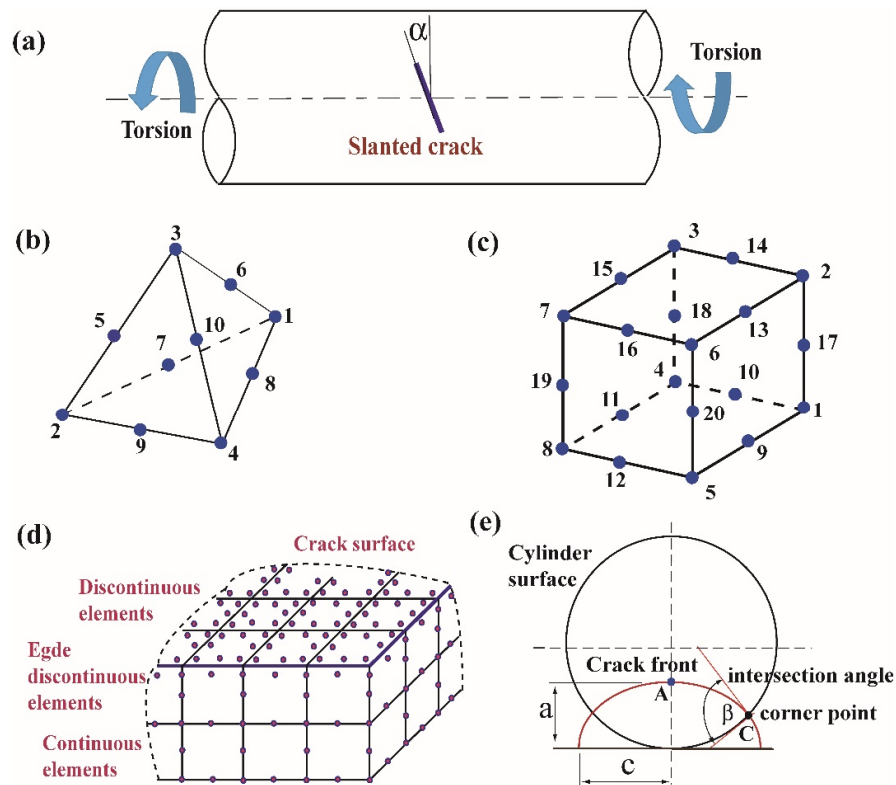 (a)
α
Torsion
Torsion
Slanted crack
(b)
3
6
1
5
10
7
8
2
9
4
(c)
3
14
2
15
7
18
13
16
6
17
4
10
19
11
20
1
8
9
12
5
(d)
Crack surface
Discontinuous
elements
Egde
discontinuous
elements
Continuous
elements
(e)
Cylinder
surface
Crack front
A
intersection angle
a
β
corner point
C
c